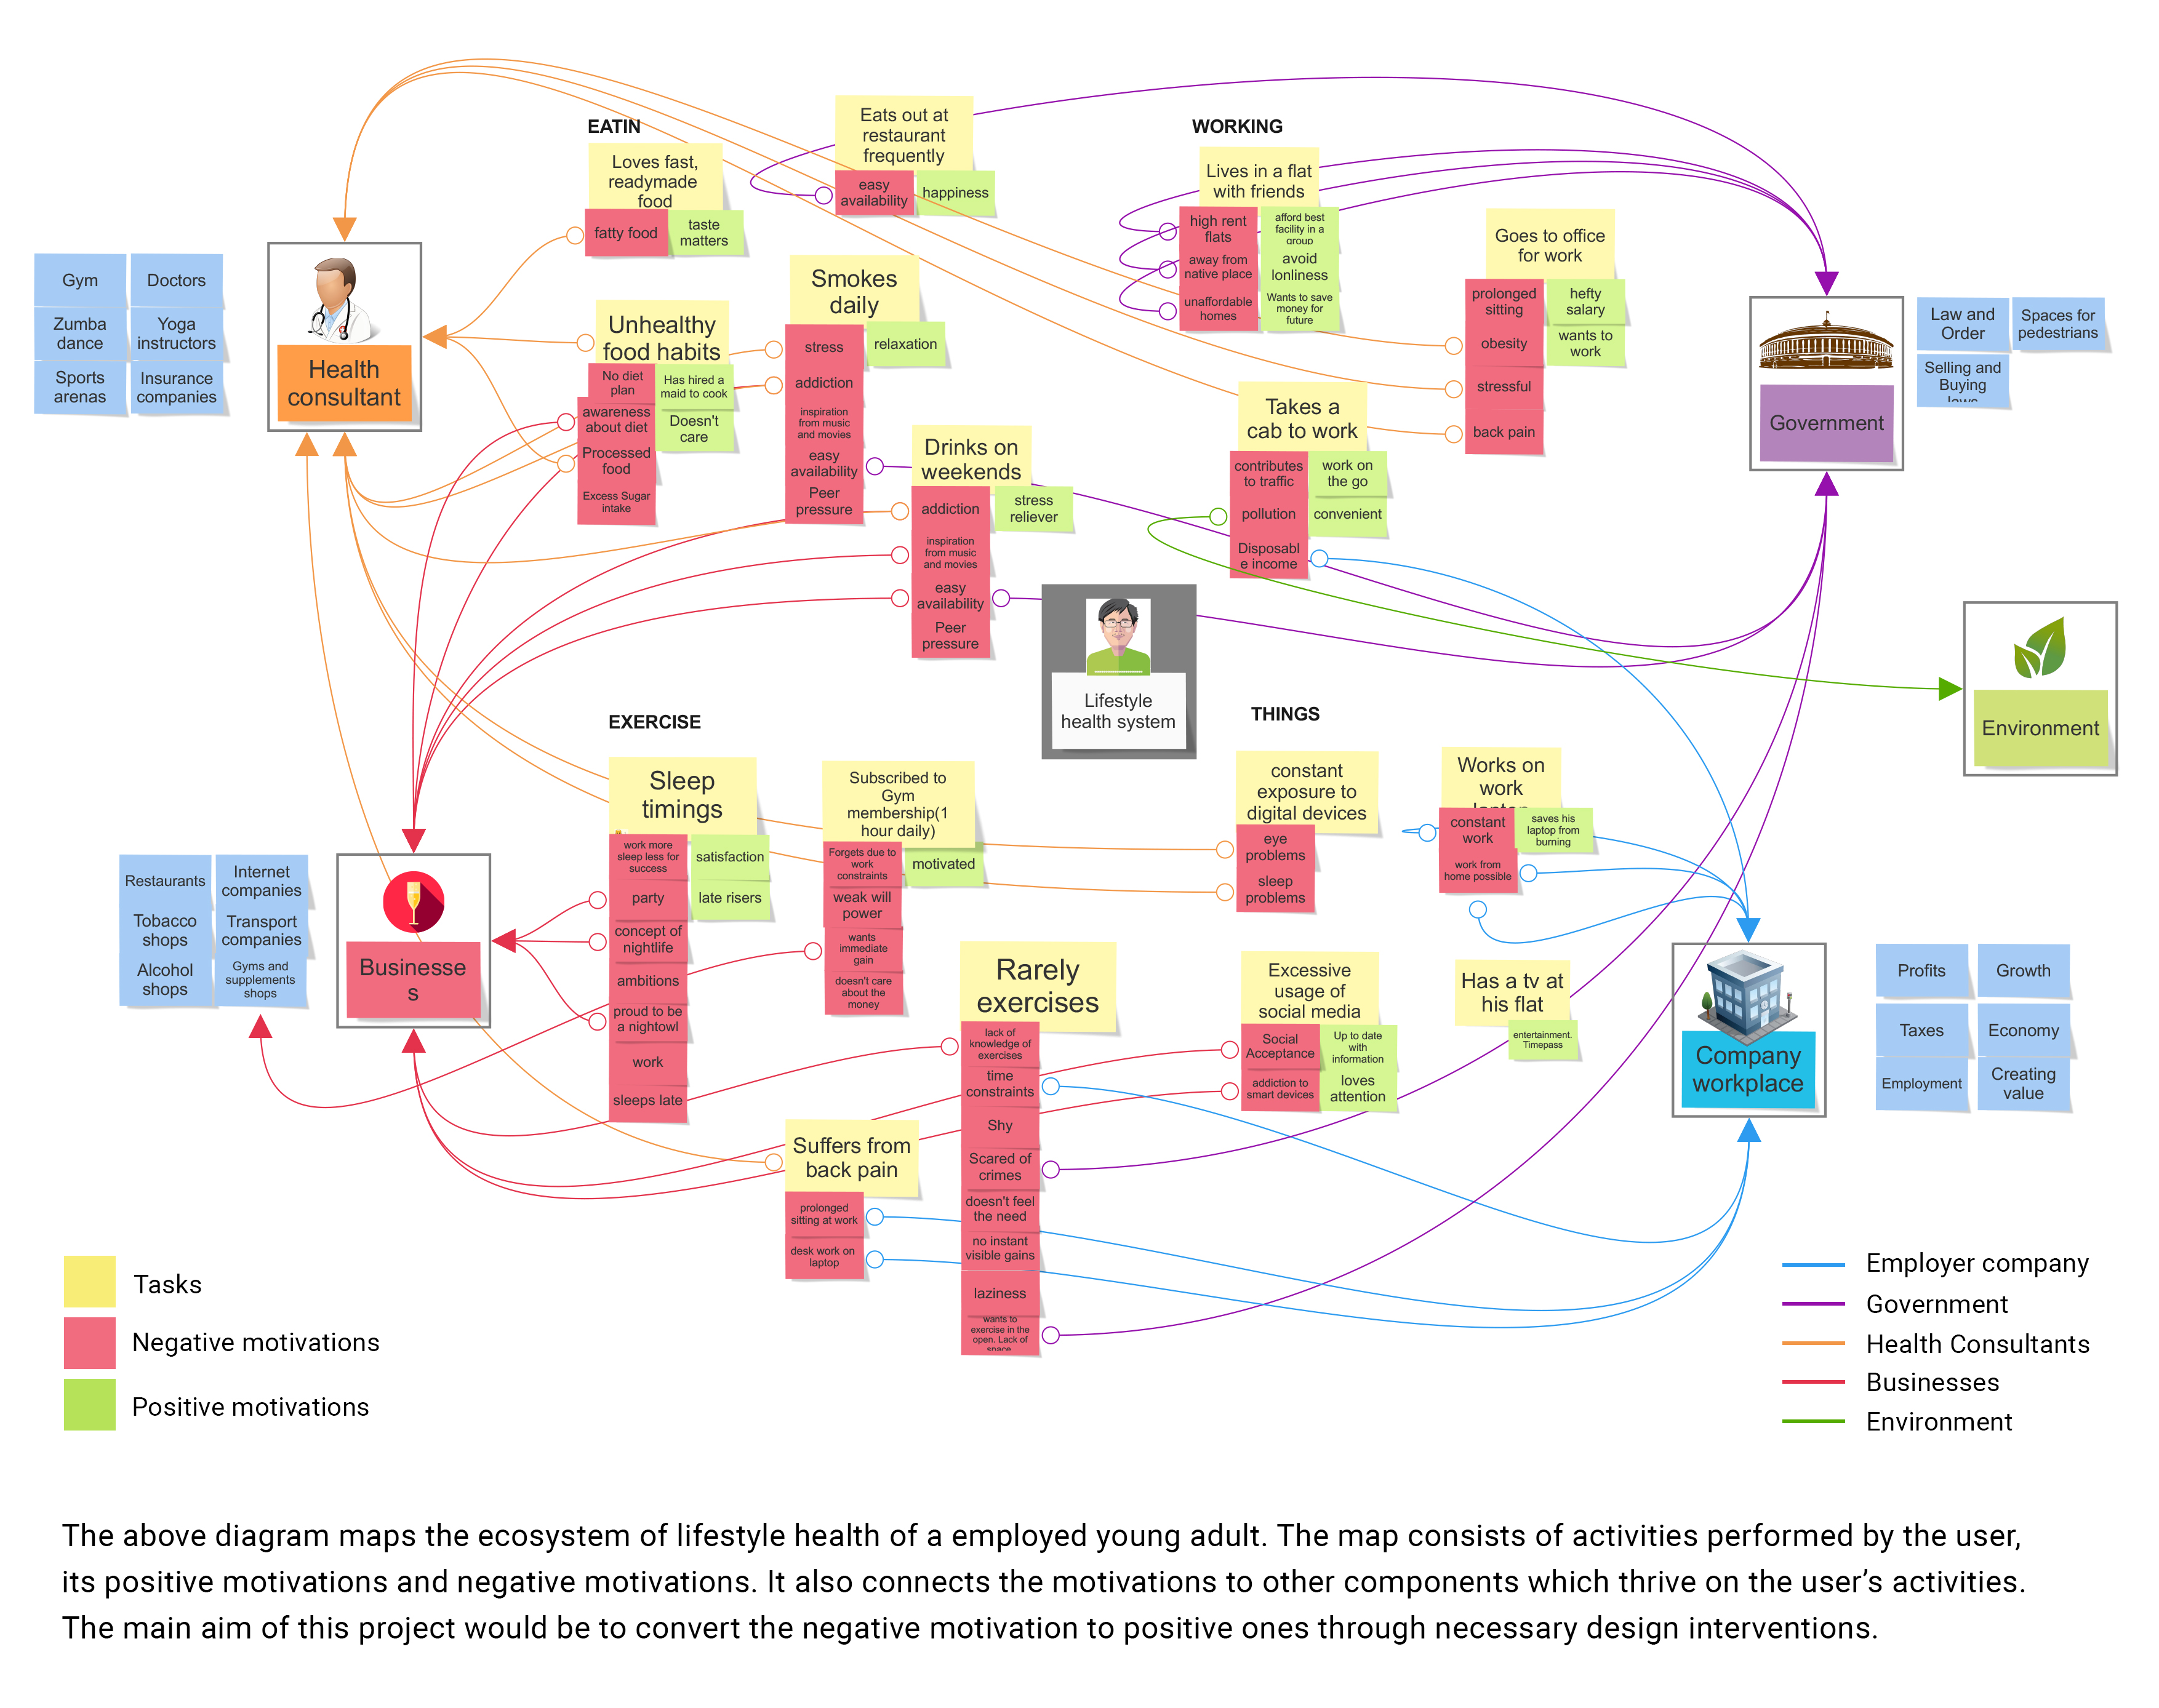 EATIN
Loves fast,
readymade
food
fatty food
taste
matters
Eats out at
restaurant
frequently
easy
availability
happiness
Unhealthy
food habits
No diet
plan
Has hired a
maid to cook
awareness
about diet
Doesn't
care
Processed
food
Excess Sugar
intake
Smokes
daily
stress
relaxation
addiction
inspiration
from music
and movies
easy
availability
Peer
pressure
Drinks on
weekends
addiction
stress
reliever
inspiration
from music
and movies
easy
availability
Peer
pressure
WORKING
Lives in a flat
with friends
high rent
flats
afford best
facility in a
group
away from
native place
avoid
lonliness
unaffordable
homes
Wants to save
money for
future
Goes to office
for work
prolonged
sitting
hefty
salary
obesity
wants to
work
stressful
back pain
Takes a
cab to work
contributes
to traffic
work on
the go
pollution
convenient
Disposabl
e income
Gym
Doctors
Zumba
dance
Yoga
instructors
Sports
arenas
Insurance
companies
Health
consultant
Government
Law and
Order
Spaces for
pedestrians
Selling and
Buying
laws
Lifestyle
health system
Environment
EXERCISE
Sleep
timings
work more
sleep less for
success
satisfaction
party
late risers
concept of
nightlife
ambitions
proud to be
a nightowl
work
sleeps late
Subscribed to
Gym
membership(1
hour daily)
Forgets due to
work
constraints
motivated
weak will
power
wants
immediate
gain
doesn't care
about the
money
Rarely
exercises
lack of
knowledge of
exercises
time
constraints
Shy
Scared of
crimes
doesn't feel
the need
no instant
visible gains
laziness
wants to
exercise in the
open. Lack of
space
Suffers from
back pain
prolonged
sitting at work
desk work on
laptop
THINGS
constant
exposure to
digital devices
eye
problems
sleep
problems
Works on
work
laptop
constant
work
saves his
laptop from
burning
work from
home possible
Excessive
usage of
social media
Social
Acceptance
Up to date
with
information
addiction to
smart devices
loves
attention
Has a tv at
his flat
entertainment.
Timepass
Restaurants
Internet
companies
Tobacco
shops
Transport
companies
Alcohol
shops
Gyms and
supplements
shops
Businesse
s
Company
workplace
Profits
Growth
Taxes
Economy
Employment
Creating
value
Tasks
Negative motivations
Positive motivations
Employer company
Government
Health Consultants
Businesses
Environment
The above diagram maps the ecosystem of lifestyle health of a employed young adult. The map consists of activities performed by the user,
its positive motivations and negative motivations. It also connects the motivations to other components which thrive on the user’s activities.
The main aim of this project would be to convert the negative motivation to positive ones through necessary design interventions.